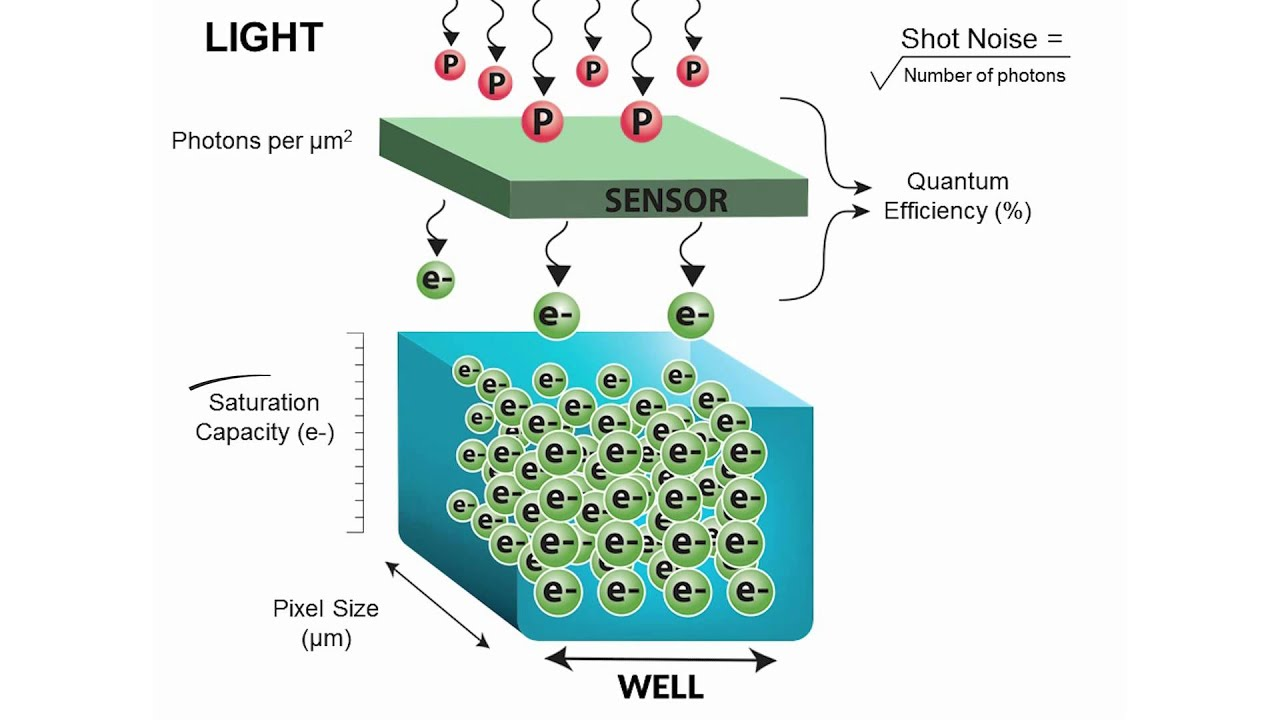 LIGHT
Shot Noise =
√Number of photons
P
P
P
P
P
P
Photons per µm²
SENSOR
Quantum
Efficiency (%)
e-
e-
e-
Saturation
Capacity (e-)
e- e- e- e- e- e- e- e- e-
e- e- e- e- e- e- e-
e- e- e- e- e- e- e- e-
e- e- e- e- e- e- e- e-
e- e- e- e- e- e-
e- e- e- e-
Pixel Size
(µm)
WELL